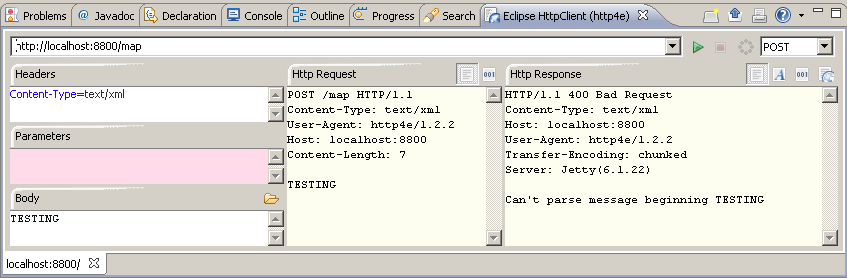 Problems @ Javadoc Declaration Console Outline Progress Search Eclipse HttpClient (http4e)
http://localhost:8800/map POST
Headers
Content-Type=text/xml
Parameters
Body
TESTING
Http Request
POST /map HTTP/1.1
Content-Type: text/xml
User-Agent: http4e/1.2.2
Host: localhost:8800
Content-Length: 7
TESTING
Http Response
A
HTTP/1.1 400 Bad Request
Content-Type: text/xml
Host: localhost:8800
User-Agent: http4e/1.2.2
Transfer-Encoding: chunked
Server: Jetty(6.1.22)
Can't parse message beginning TESTING
localhost:8800/